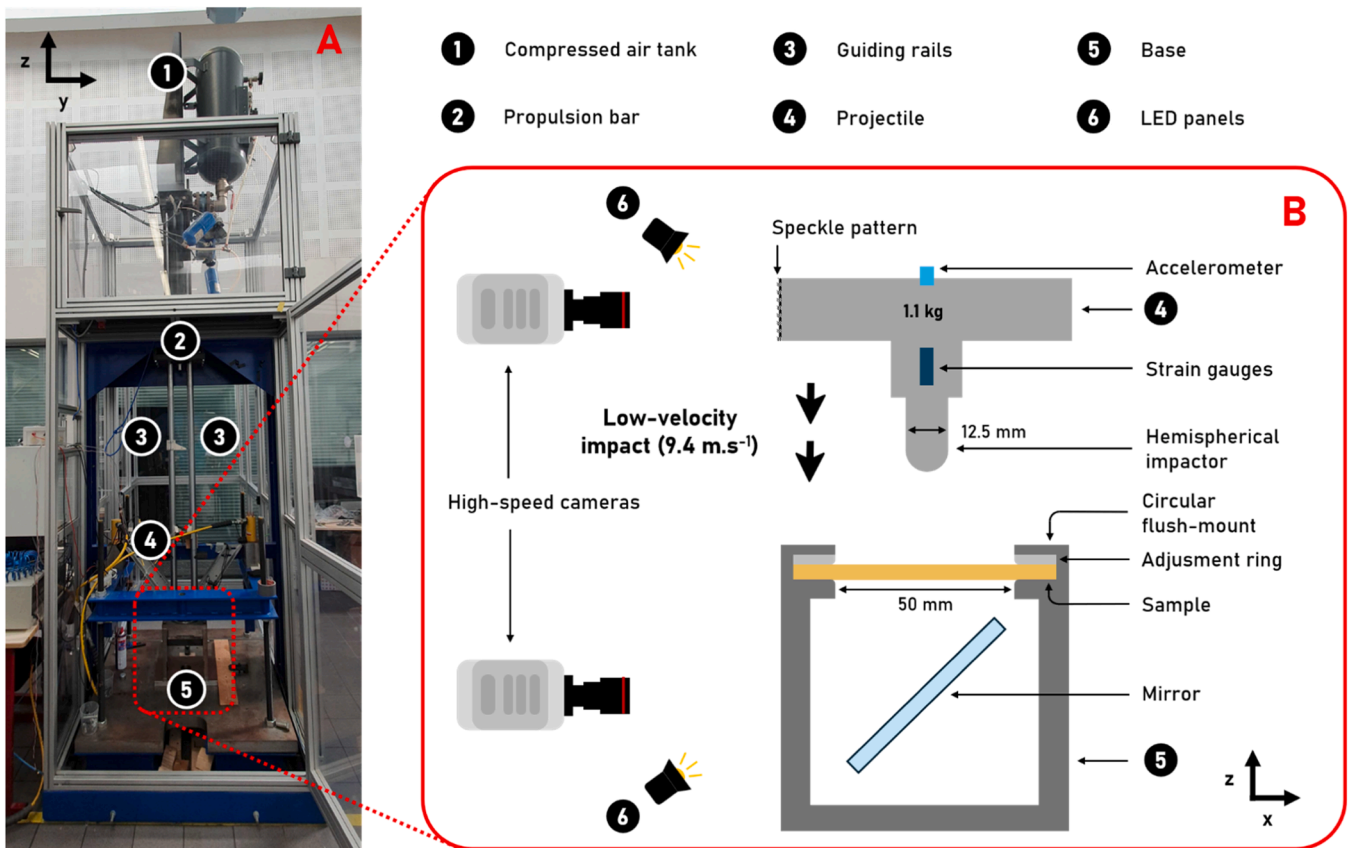 A
z
y
1
2
3
3
4
5
1 Compressed air tank
3 Guiding rails
5 Base
2 Propulsion bar
4 Projectile
6 LED panels
B
6
Speckle pattern
Accelerometer
1.1 kg
4
Strain gauges
Low-velocity
impact (9.4 m.s⁻¹)
12.5 mm
Hemispherical
impactor
High-speed cameras
Circular
flush-mount
Adjusment ring
50 mm
Sample
Mirror
5
6
z
x